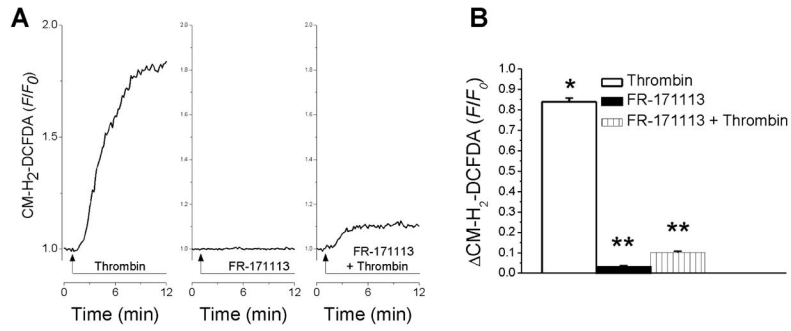 A
CM-H2-DCFDA (F/F0)
2.0
1.5
1.0
Thrombin
0 6 12
Time (min)
2.0
1.8
1.6
1.4
1.2
1.0
FR-171113
0 6 12
Time (min)
2.0
1.8
1.6
1.4
1.2
1.0
FR-171113
+ Thrombin
0 6 12
Time (min)
B
ΔCM-H2-DCFDA (F/F0)
1.0
0.9
0.8
0.7
0.6
0.5
0.4
0.3
0.2
0.1
0.0
*
**
**
Thrombin
FR-171113
FR-171113 + Thrombin